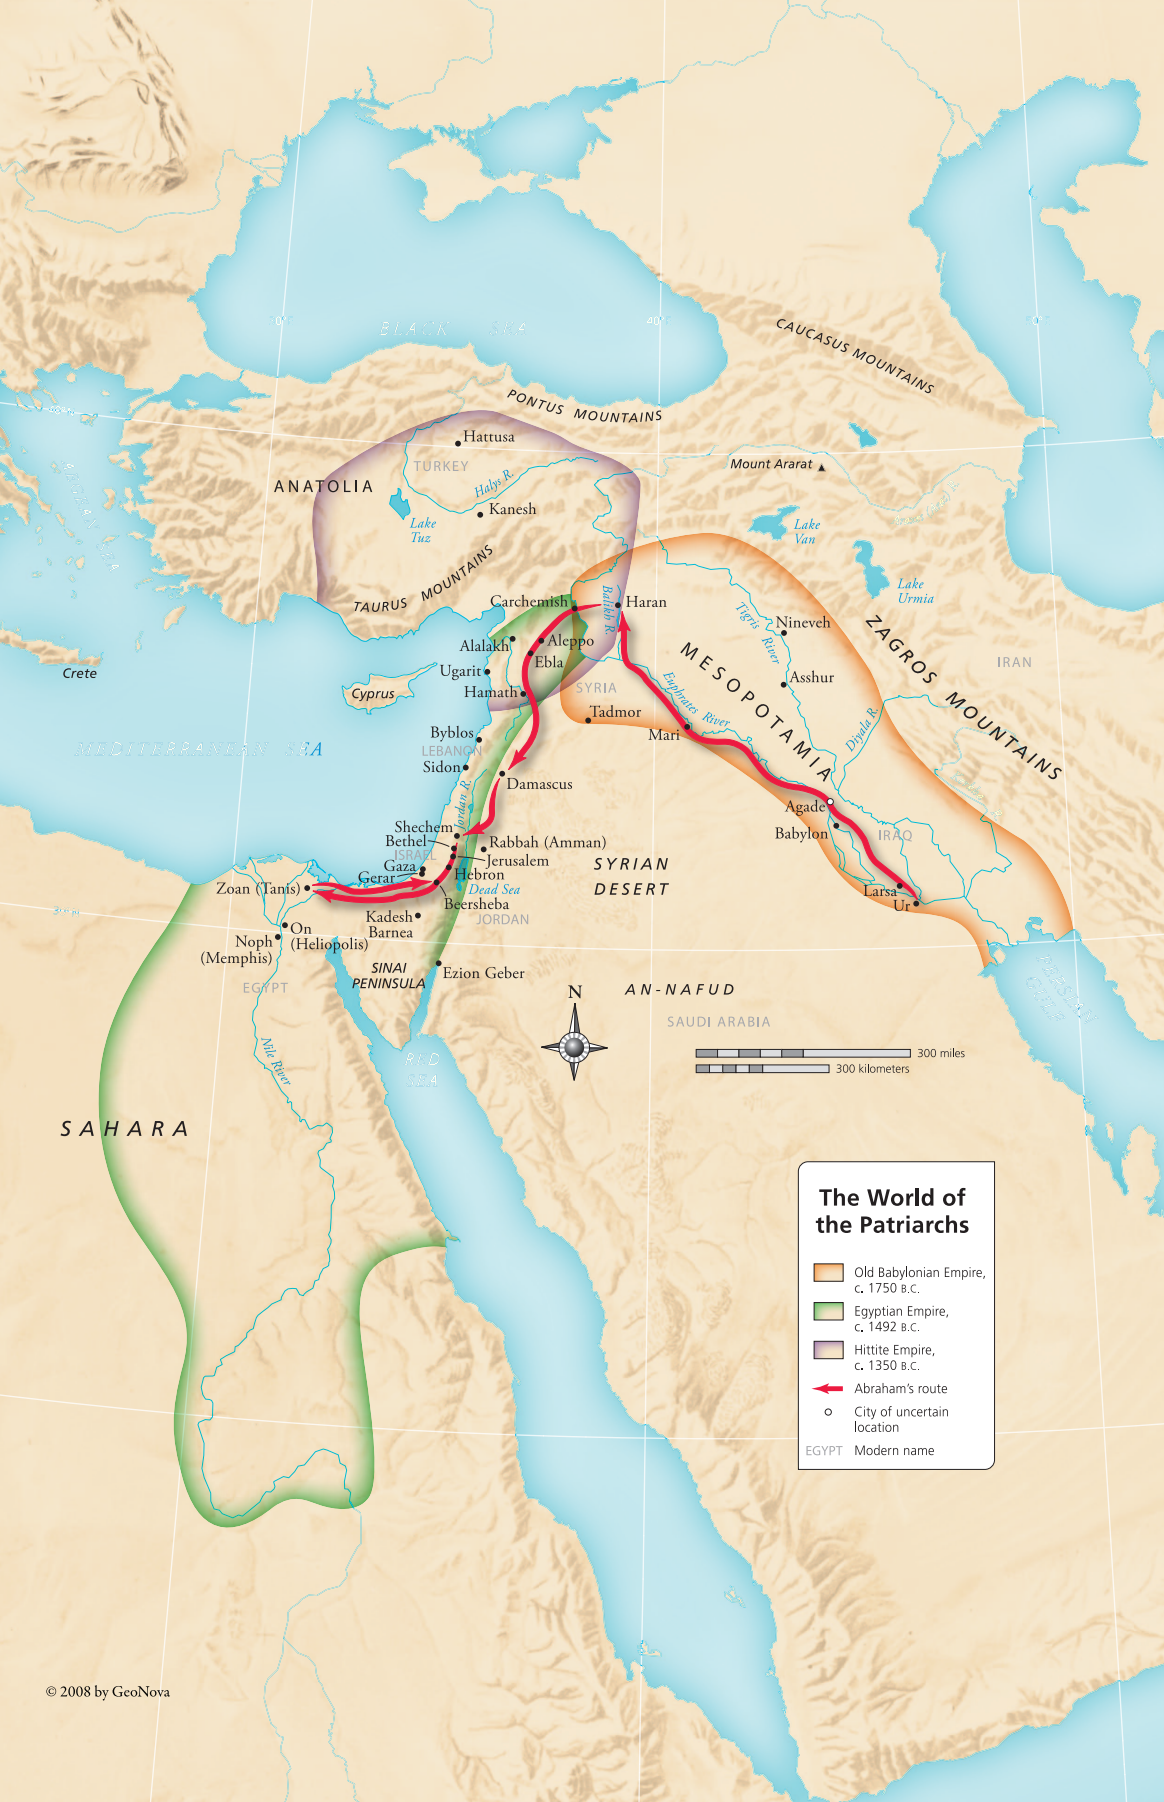 BLACK SEA
40°
CAUCASUS MOUNTAINS
PONTUS MOUNTAINS
Hattusa
TURKEY
Mount Ararat
ANATOLIA
Halys R.
Kanesh
Lake
Tuz
Lake
Van
TAURUS MOUNTAINS
Lake
Urmia
Carchemish
Balikh R.
Haran
Tigris River
Nineveh
ZAGROS MOUNTAINS
Alalakh
Aleppo
Ebla
MESOPOTAMIA
IRAN
Crete
Cyprus
Ugarit
Hamath
SYRIA
Euphrates River
Asshur
Tadmor
Mari
Diyala R.
Byblos
LEBANON
MEDITERRANEAN SEA
Sidon
Damascus
Jordan R.
Agade
Babylon
IRAQ
Shechem
Bethel
ISRAEL
Rabbah (Amman)
Jerusalem
Gaza
Gerar
Hebron
SYRIAN
DESERT
Zoan (Tanis)
Dead Sea
Beersheba
Larsa
Ur
Kadesh
Barnea
JORDAN
On
(Heliopolis)
Noph
(Memphis)
SINAI
PENINSULA
Ezion Geber
EGYPT
N
AN-NAFUD
SAUDI ARABIA
PERSIAN
Nile River
RED
SEA
300 miles
300 kilometers
SAHARA
The World of
the Patriarchs
Old Babylonian Empire,
c. 1750 B.C.
Egyptian Empire,
c. 1492 B.C.
Hittite Empire,
c. 1350 B.C.
Abraham's route
City of uncertain
location
EGYPT Modern name
© 2008 by GeoNova